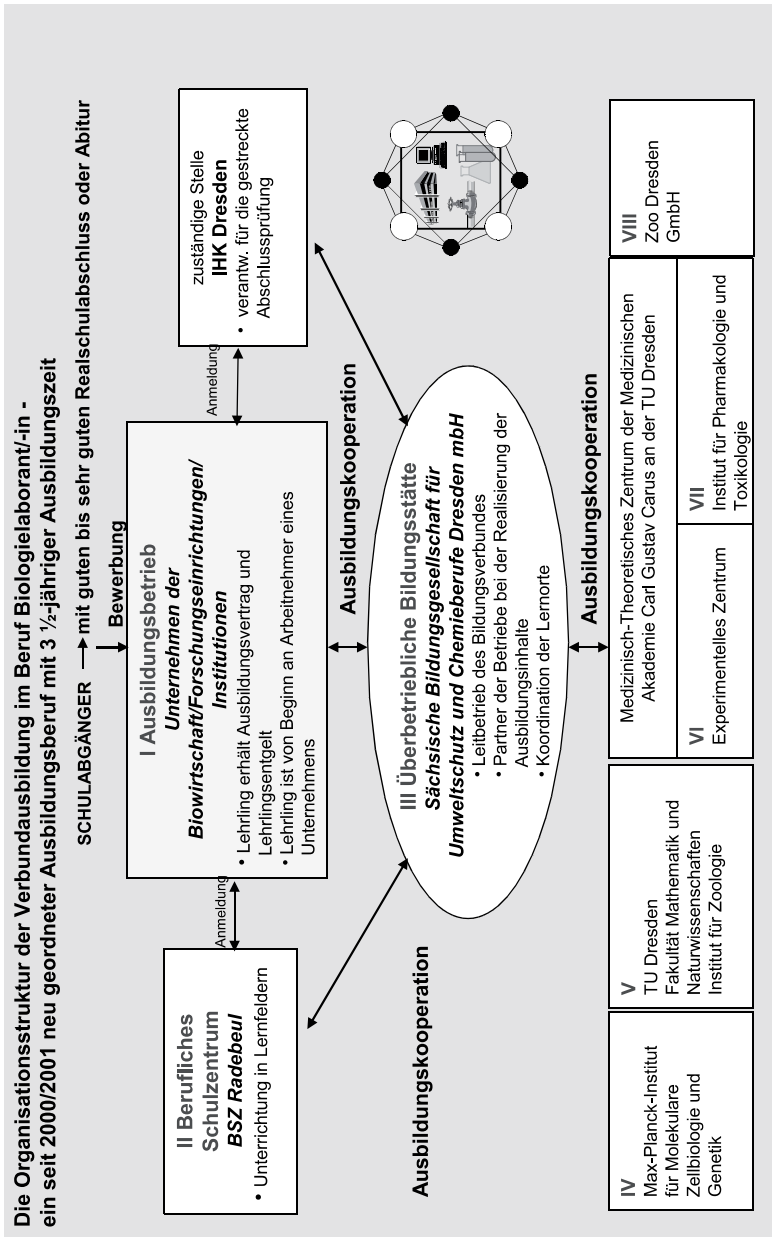 Die Organisationsstruktur der Verbundausbildung im Beruf Biologielaborant/-in -
ein seit 2000/2001 neu geordneter Ausbildungsberuf mit 3 ½-jähriger Ausbildungszeit
SCHULABGÄNGER → mit guten bis sehr guten Realschulabschluss oder Abitur
Bewerbung
II Berufliches
Schulzentrum
BSZ Radebeul
• Unterrichtung in Lernfeldern
Anmeldung
I Ausbildungsbetrieb
Unternehmen der
Biowirtschaft/Forschungseinrichtungen/
Institutionen
• Lehrling erhält Ausbildungsvertrag und
Lehrlingsentgelt
• Lehrling ist von Beginn an Arbeitnehmer eines
Unternehmens
Anmeldung
zuständige Stelle
IHK Dresden
• verantw. für die gestreckte
Abschlussprüfung
Ausbildungskooperation
Ausbildungskooperation
III Überbetriebliche Bildungsstätte
Sächsische Bildungsgesellschaft für
Umweltschutz und Chemieberufe Dresden mbH
• Leitbetrieb des Bildungsverbundes
• Partner der Betriebe bei der Realisierung der
Ausbildungsinhalte
• Koordination der Lernorte
Ausbildungskooperation
IV
Max-Planck-Institut
für Molekulare
Zellbiologie und
Genetik
V
TU Dresden
Fakultät Mathematik und
Naturwissenschaften
Institut für Zoologie
Medizinisch-Theoretisches Zentrum der Medizinischen
Akademie Carl Gustav Carus an der TU Dresden
VI
Experimentelles Zentrum
VII
Institut für Pharmakologie und
Toxikologie
VIII
Zoo Dresden
GmbH